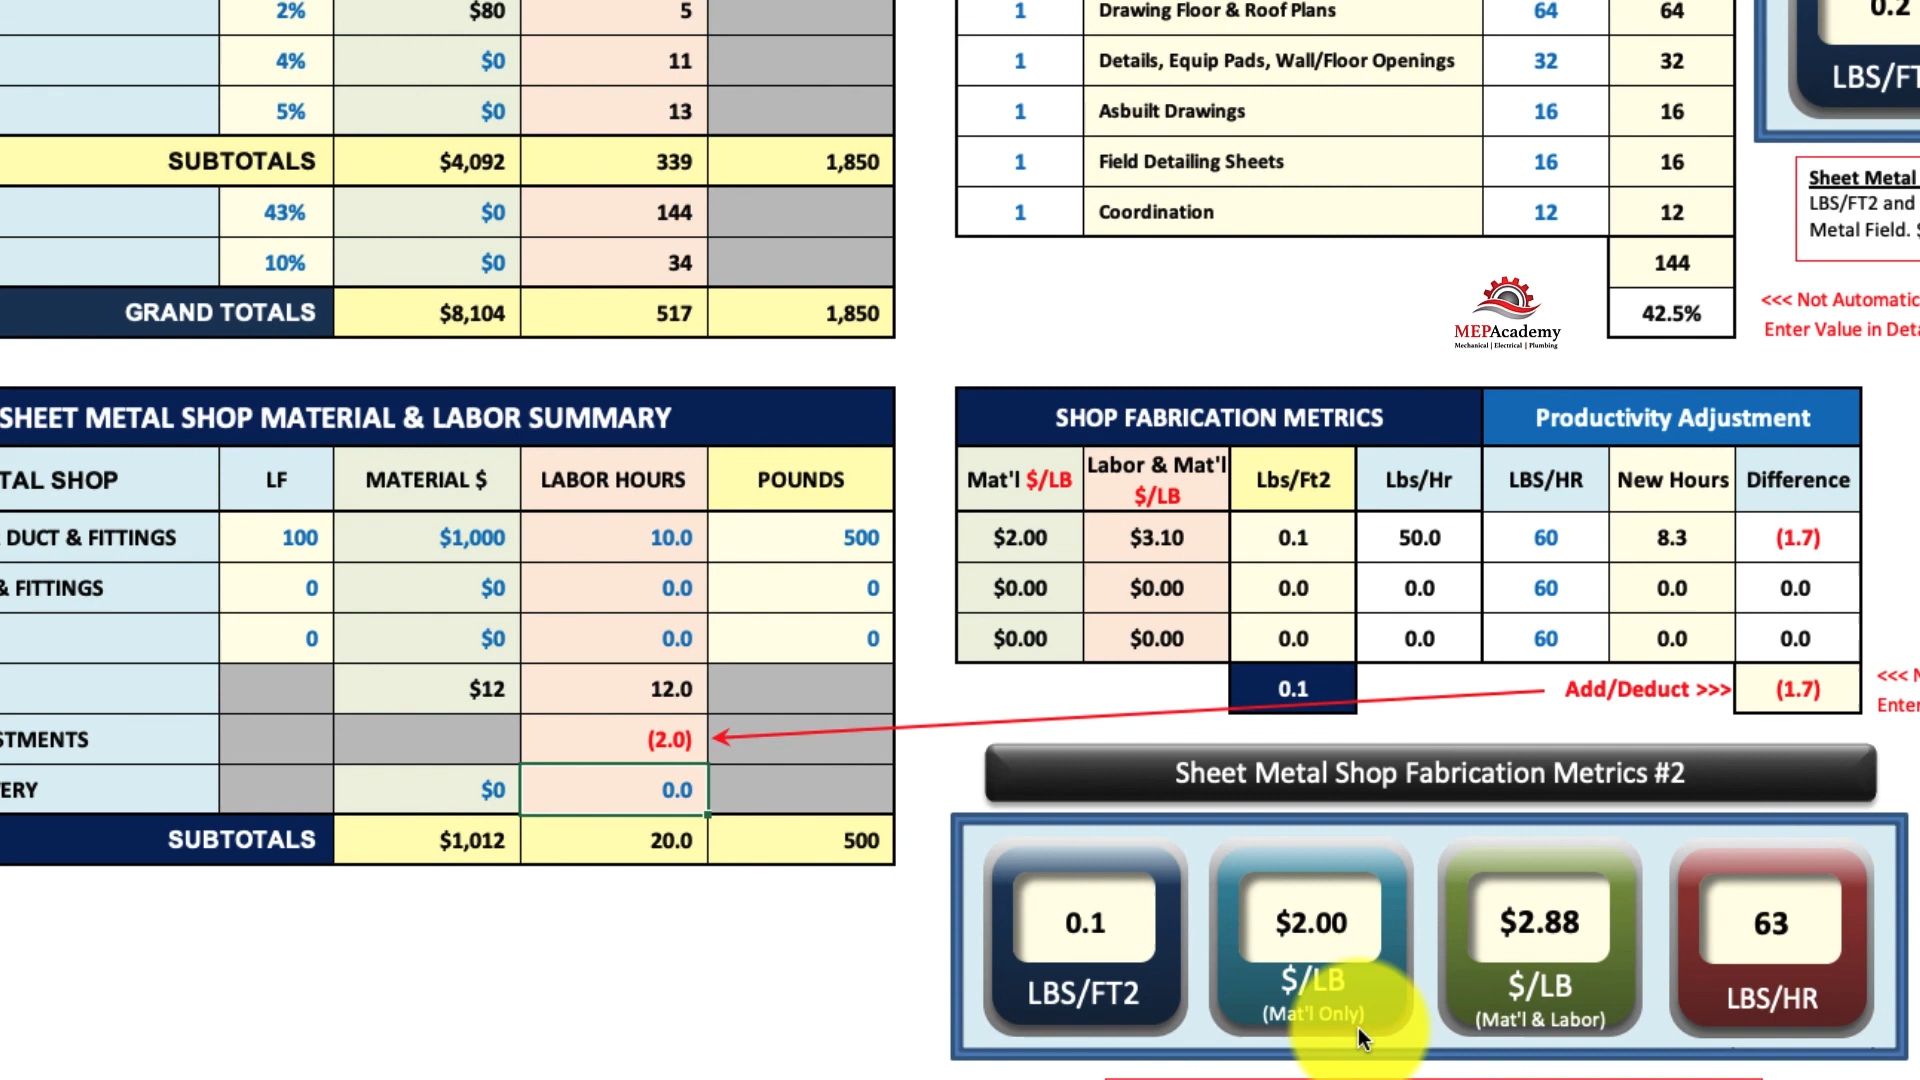 2% $80 5
4% $0 11
5% $0 13
SUBTOTALS $4,092 339 1,850
43% $0 144
10% $0 34
GRAND TOTALS $8,104 517 1,850
1 Drawing Floor & Roof Plans 64 64
1 Details, Equip Pads, Wall/Floor Openings 32 32
1 Asbuilt Drawings 16 16
1 Field Detailing Sheets 16 16
1 Coordination 12 12
144
42.5%
MEPAcademy
Mechanical | Electrical | Plumbing
0.2
LBS/FT
Sheet Metal
LBS/FT2 and
Metal Field.
<<< Not Automatic
Enter Value in Deta
SHEET METAL SHOP MATERIAL & LABOR SUMMARY
TAL SHOP LF MATERIAL $ LABOR HOURS POUNDS
DUCT & FITTINGS 100 $1,000 10.0 500
& FITTINGS 0 $0 0.0 0
0 $0 0.0 0
$12 12.0
STMENTS (2.0)
ERY $0 0.0
SUBTOTALS $1,012 20.0 500
SHOP FABRICATION METRICS Productivity Adjustment
Mat'l $/LB Labor & Mat'l $/LB Lbs/Ft2 Lbs/Hr LBS/HR New Hours Difference
$2.00 $3.10 0.1 50.0 60 8.3 (1.7)
$0.00 $0.00 0.0 0.0 60 0.0 0.0
$0.00 $0.00 0.0 0.0 60 0.0 0.0
0.1 Add/Deduct >>> (1.7)
<<< N
Enter
Sheet Metal Shop Fabrication Metrics #2
0.1 $2.00 $2.88 63
LBS/FT2 $/LB $/LB LBS/HR
(Mat'l Only) (Mat'l & Labor)